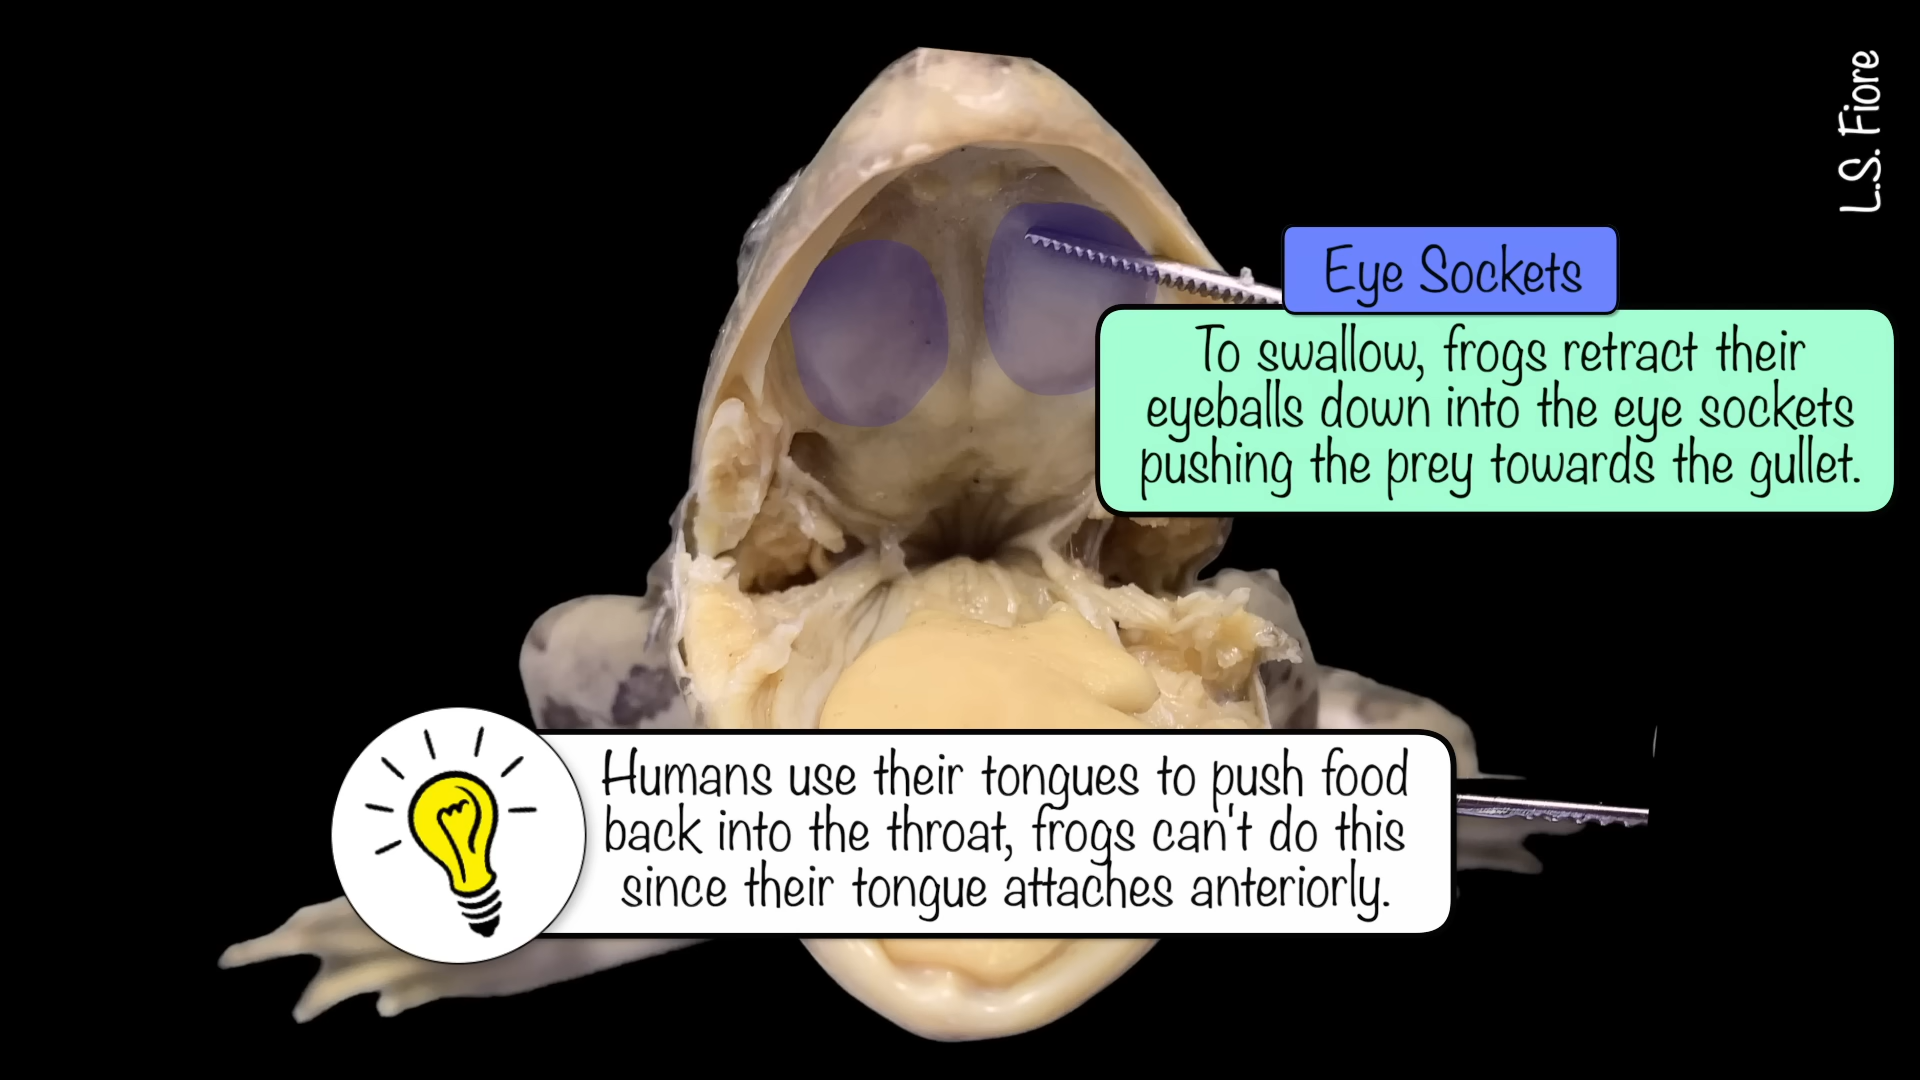 L.S. Fiore
Eye Sockets
To swallow, frogs retract their
eyeballs down into the eye sockets
pushing the prey towards the gullet.
Humans use their tongues to push food
back into the throat, frogs can't do this
since their tongue attaches anteriorly.